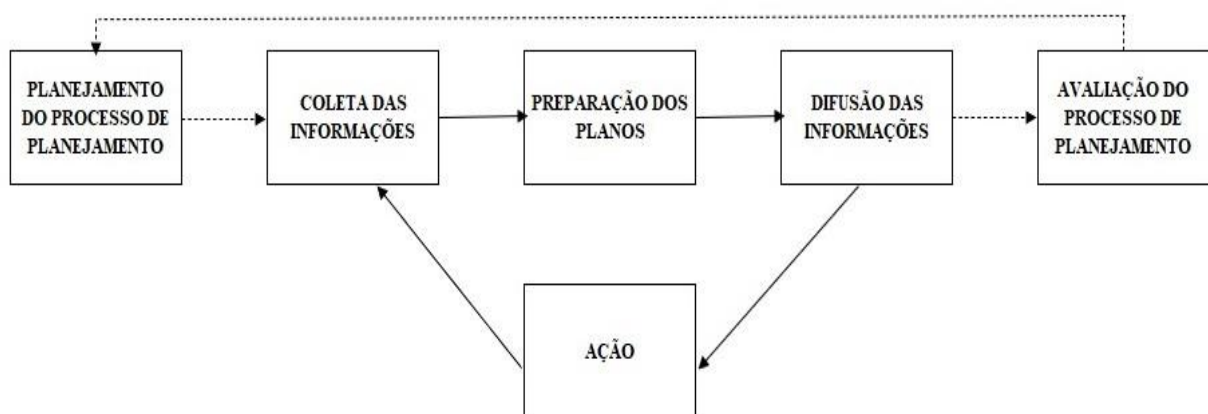 PLANEJAMENTO
DO PROCESSO DE
PLANEJAMENTO
COLETA DAS
INFORMAÇÕES
PREPARAÇÃO DOS
PLANOS
DIFUSÃO DAS
INFORMAÇÕES
AVALIAÇÃO DO
PROCESSO DE
PLANEJAMENTO
AÇÃO